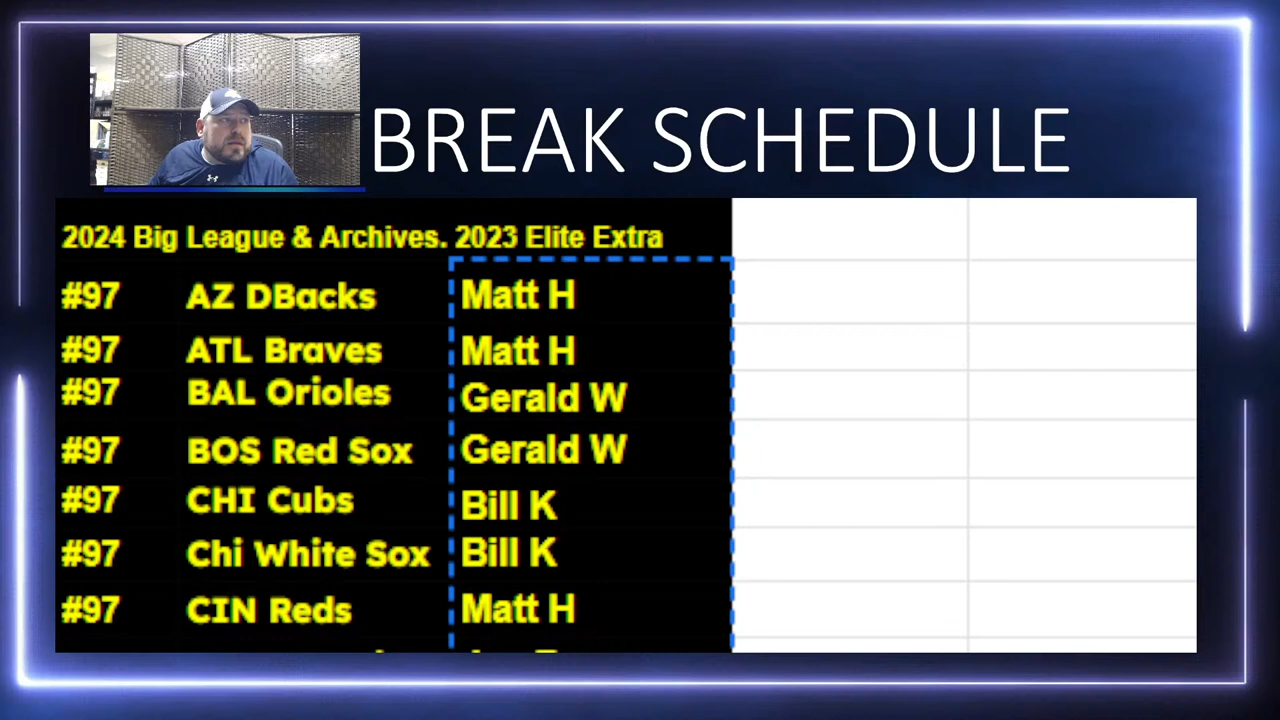 BREAK SCHEDULE
2024 Big League & Archives. 2023 Elite Extra
#97 AZ DBacks Matt H
#97 ATL Braves Matt H
#97 BAL Orioles Gerald W
#97 BOS Red Sox Gerald W
#97 CHI Cubs Bill K
#97 Chi White Sox Bill K
#97 CIN Reds Matt H